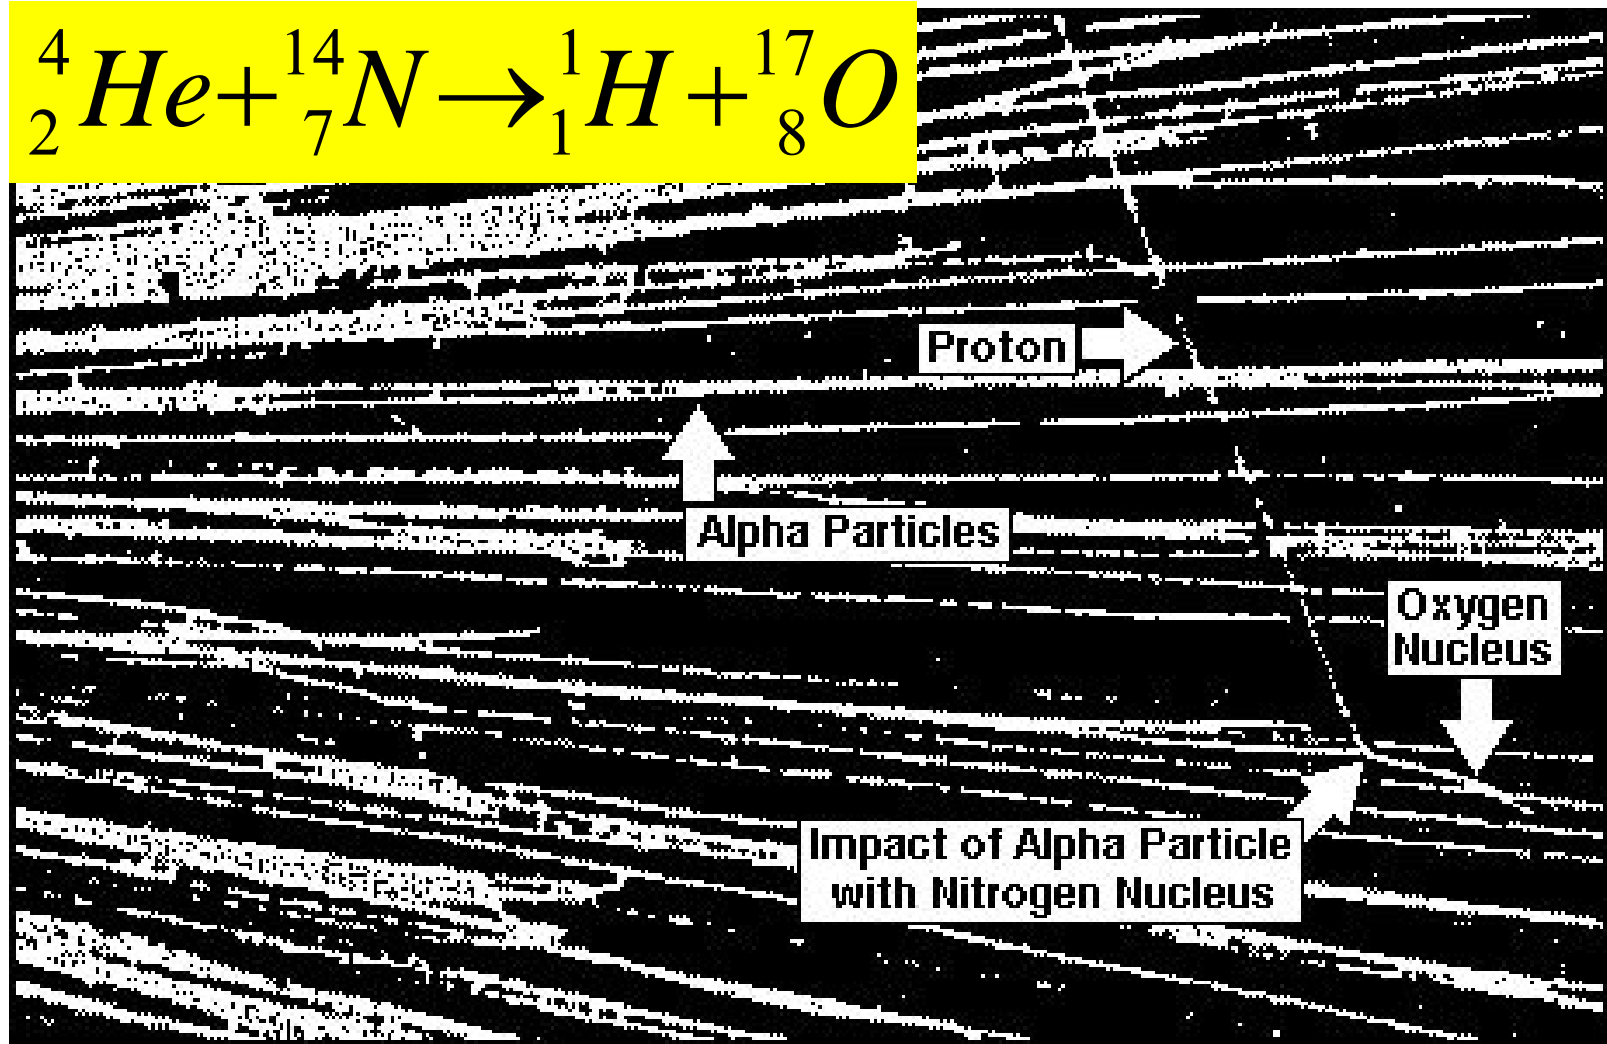 ⁴₂He + ¹⁴₇N → ¹₁H + ¹⁷₈O
Proton
Alpha Particles
Oxygen
Nucleus
Impact of Alpha Particle
with Nitrogen Nucleus